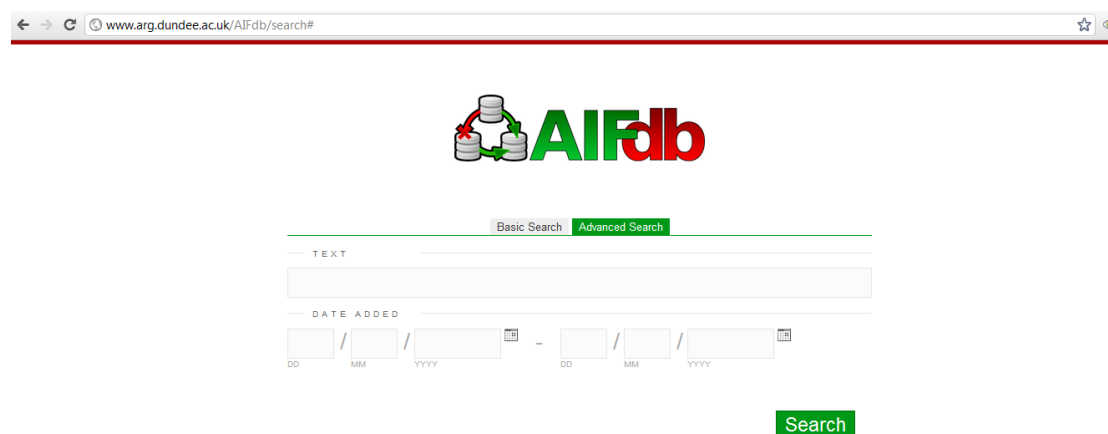 www.arg.dundee.ac.uk/AIFdb/search#
AIFdb
Basic Search Advanced Search
TEXT
DATE ADDED
/ / - / /
DD MM YYYY DD MM YYYY
Search